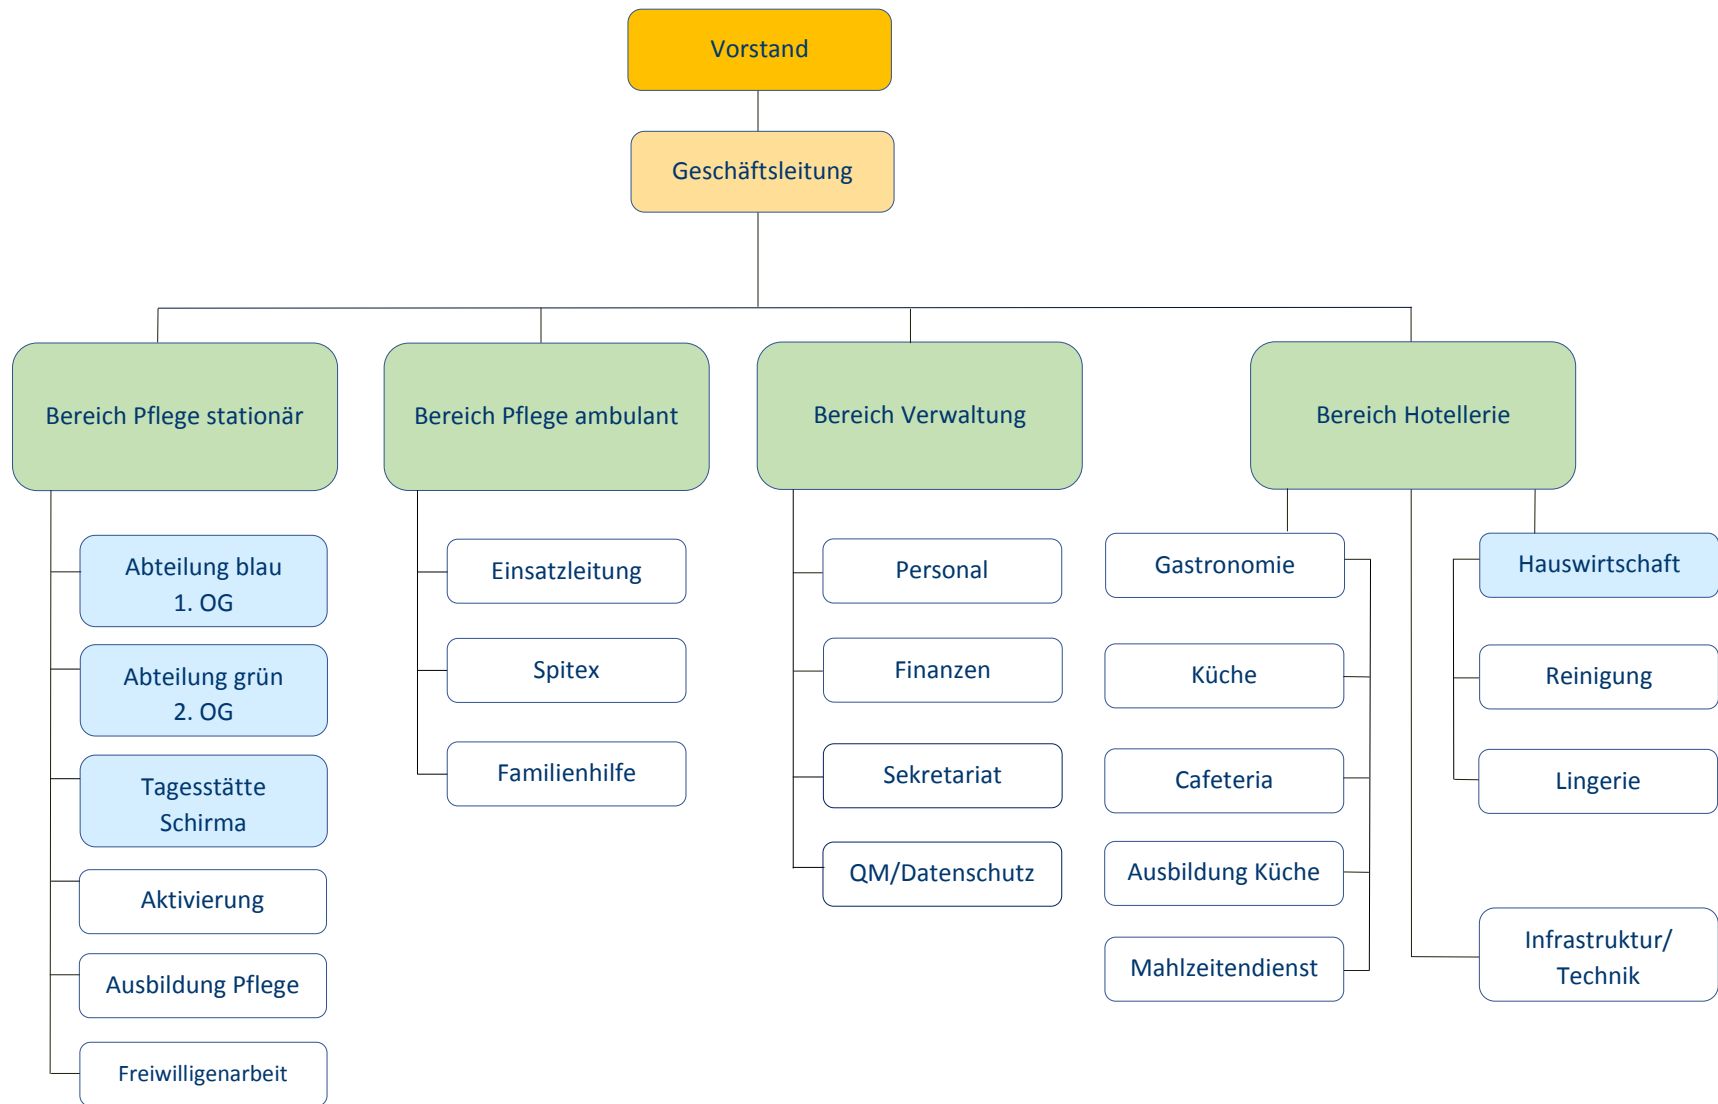 Vorstand
Geschäftsleitung
Bereich Pflege stationär
Bereich Pflege ambulant
Bereich Verwaltung
Bereich Hotellerie
Abteilung blau
1. OG
Abteilung grün
2. OG
Tagesstätte
Schirma
Aktivierung
Ausbildung Pflege
Freiwilligenarbeit
Einsatzleitung
Spitex
Familienhilfe
Personal
Finanzen
Sekretariat
QM/Datenschutz
Gastronomie
Küche
Cafeteria
Ausbildung Küche
Mahlzeitendienst
Hauswirtschaft
Reinigung
Lingerie
Infrastruktur/
Technik